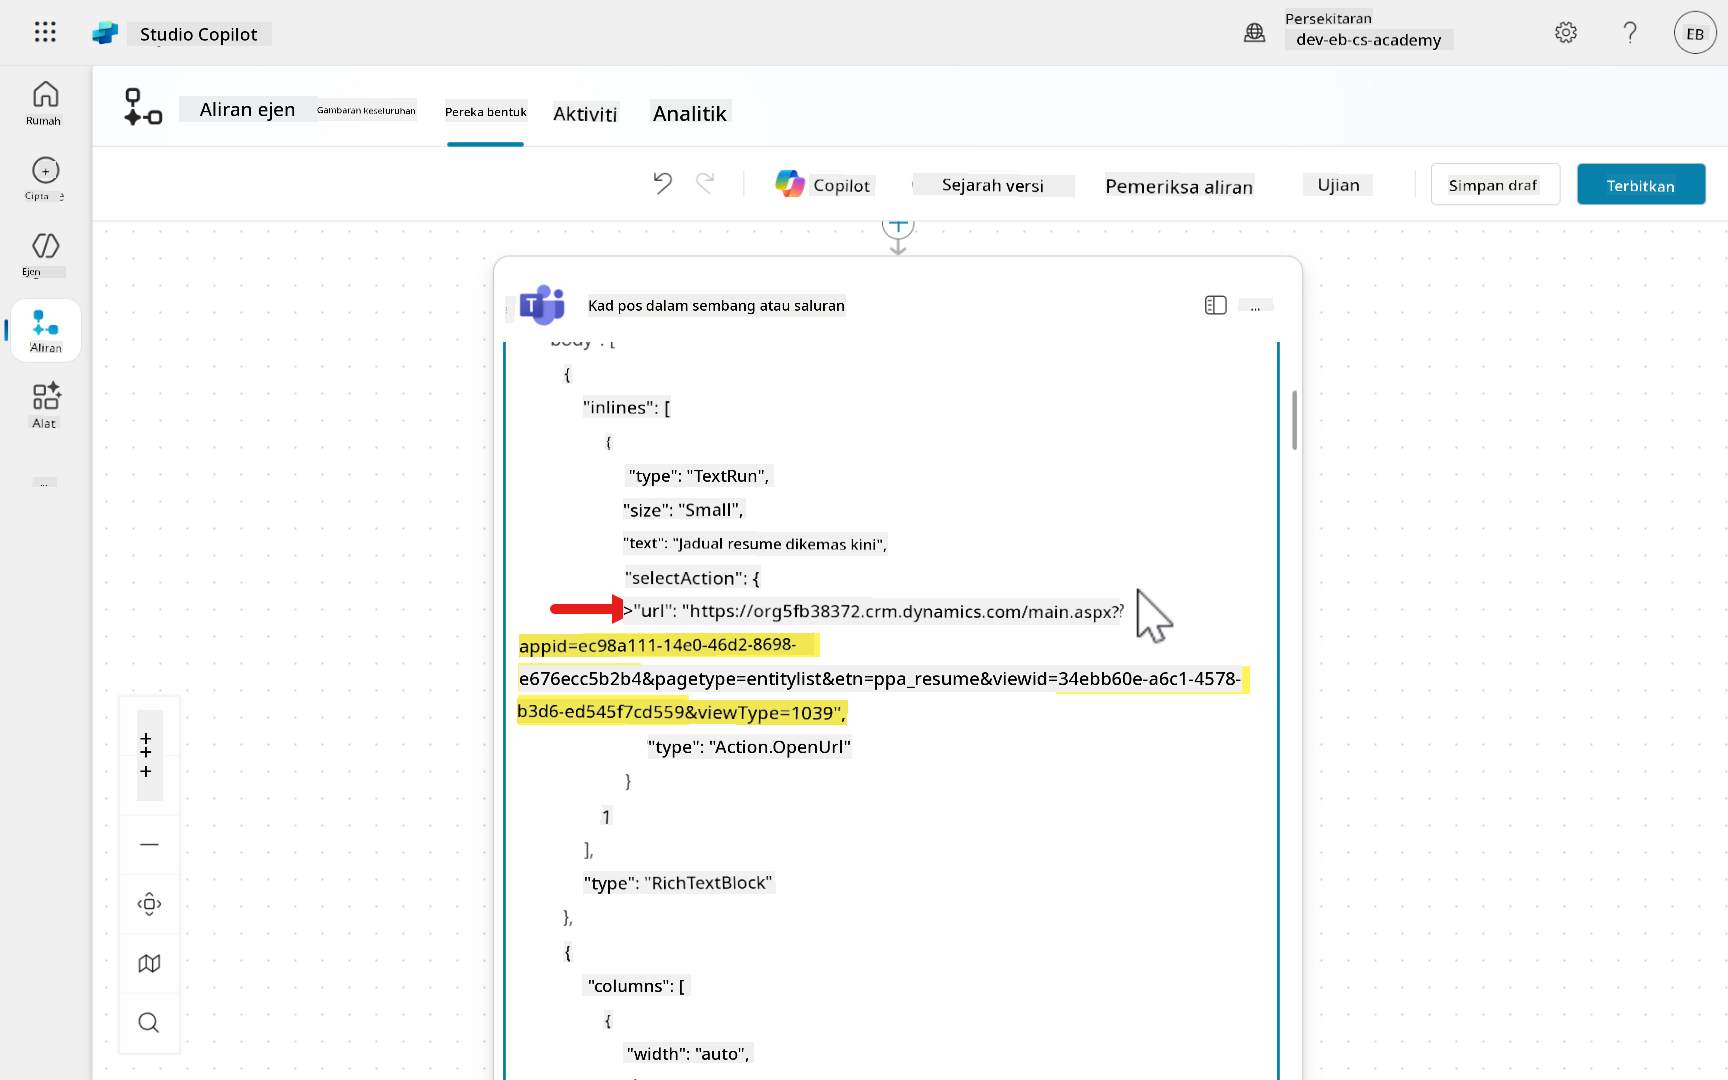 Studio Copilot
Persekitaran
dev-eb-cs-academy
EB
Rumah
Cipta
Ejen
Aliran
Alat
...
Aliran ejen
Gambaran keseluruhan
Pereka bentuk
Aktiviti
Analitik
Copilot
Sejarah versi
Pemeriksa aliran
Ujian
Simpan draf
Terbitkan
Kad pos dalam sembang atau saluran
...
body": [
{
"inlines": [
{
"type": "TextRun",
"size": "Small",
"text": "Jadual resume dikemas kini",
"selectAction": {
>"url": "https://org5fb38372.crm.dynamics.com/main.aspx??
appid=ec98a111-14e0-46d2-8698-
e676ecc5b2b4&pagetype=entitylist&etn=ppa_resume&viewid=34ebb60e-a6c1-4578-
b3d6-ed545f7cd559&viewType=1039",
"type": "Action.OpenUrl"
}
1
],
"type": "RichTextBlock"
},
{
"columns": [
{
"width": "auto",